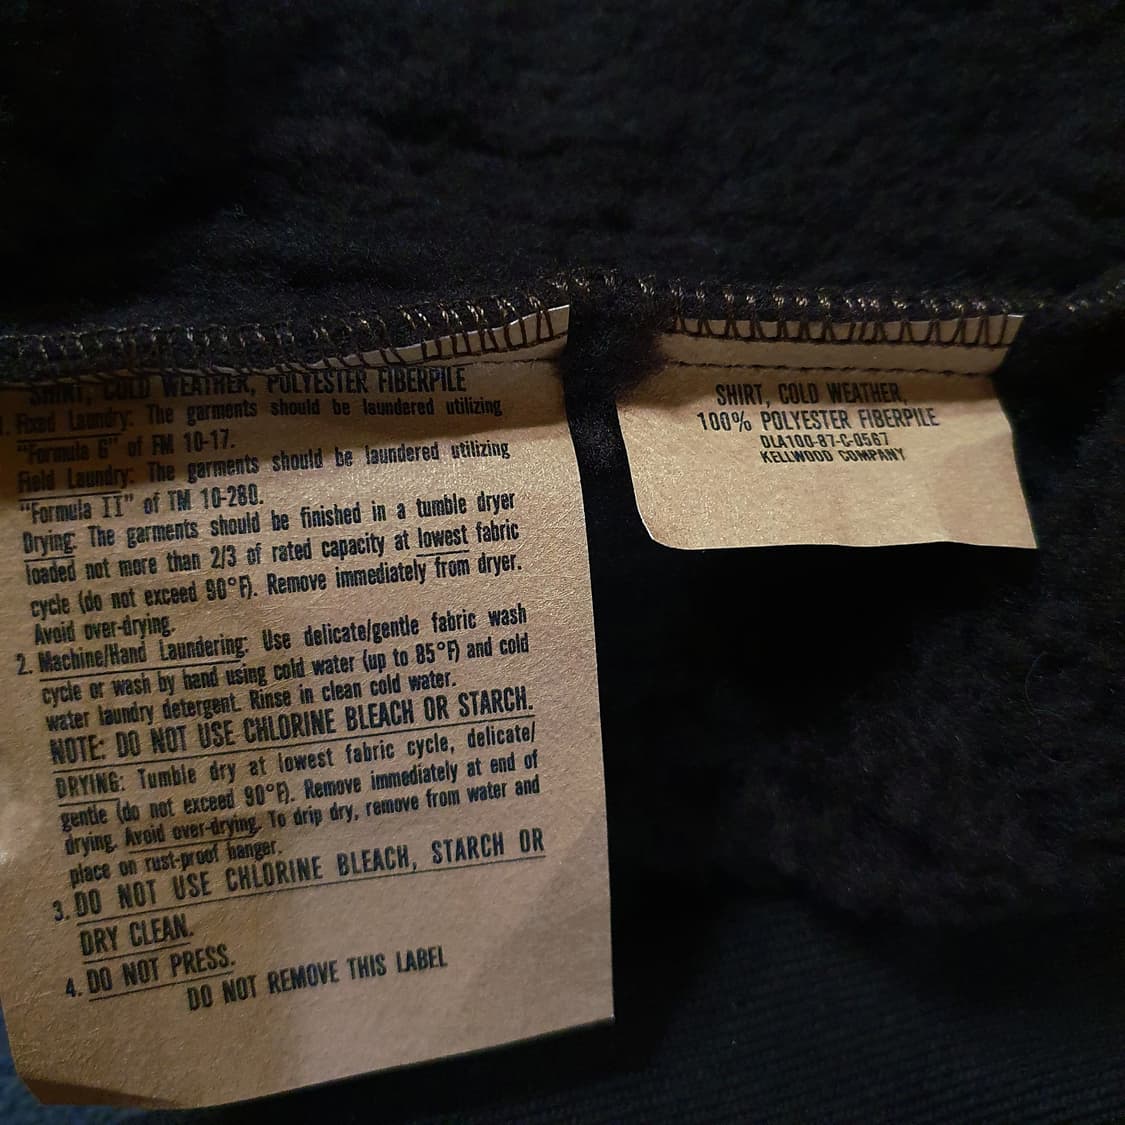 SHIRT, COLD WEATHER, POLYESTER FIBERPILE
1. Fixed Laundry: The garments should be laundered utilizing
"Formula G" of FM 10-17.
Field Laundry: The garments should be laundered utilizing
"Formula II" of TM 10-280.
Drying: The garments should be finished in a tumble dryer
loaded not more than 2/3 of rated capacity at lowest fabric
cycle (do not exceed 90°F). Remove immediately from dryer.
Avoid over-drying.
2. Machine/Hand Laundering: Use delicate/gentle fabric wash
cycle or wash by hand using cold water (up to 85°F) and cold
water laundry detergent. Rinse in clean cold water.
NOTE: DO NOT USE CHLORINE BLEACH OR STARCH.
DRYING: Tumble dry at lowest fabric cycle, delicate/
gentle (do not exceed 90°F). Remove immediately at end of
drying. Avoid over-drying. To drip dry, remove from water and
place on rust-proof hanger.
3. DO NOT USE CHLORINE BLEACH, STARCH OR
DRY CLEAN.
4. DO NOT PRESS.
DO NOT REMOVE THIS LABEL
SHIRT, COLD WEATHER,
100% POLYESTER FIBERPILE
DLA100-87-C-0567
KELLWOOD COMPANY